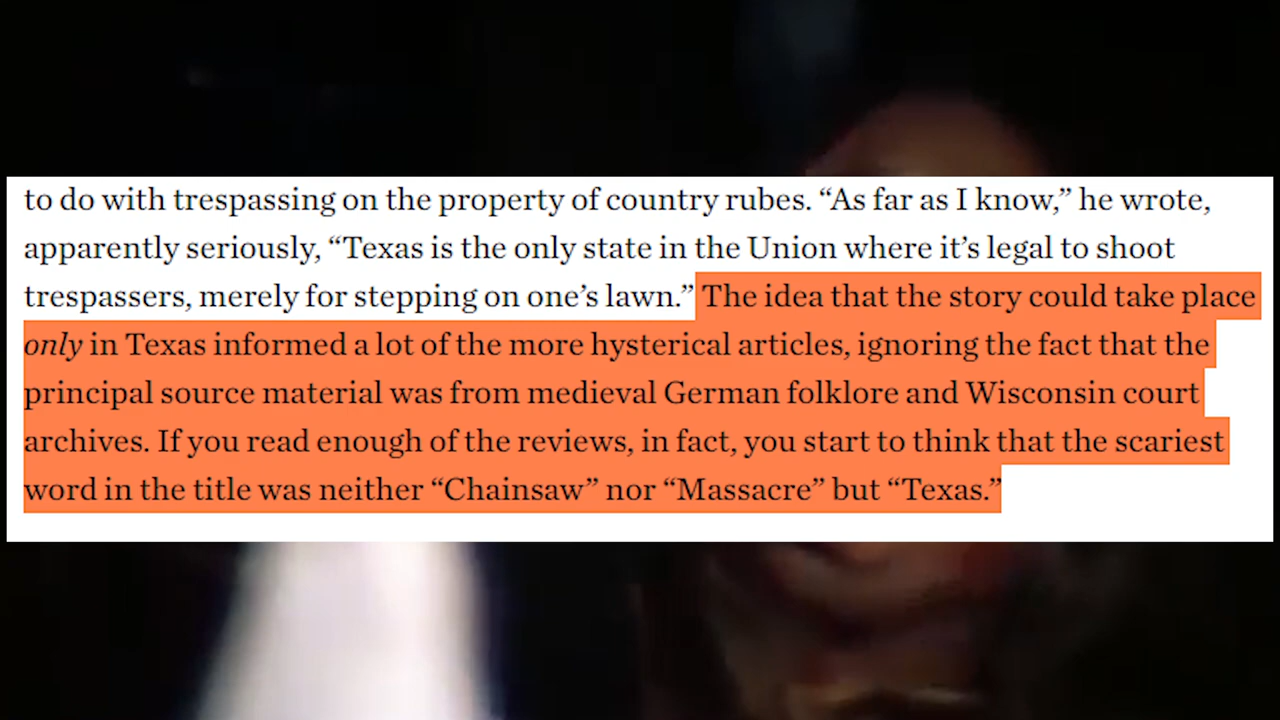 to do with trespassing on the property of country rubes. “As far as I know,” he wrote,
apparently seriously, “Texas is the only state in the Union where it’s legal to shoot
trespassers, merely for stepping on one’s lawn.” The idea that the story could take place
only in Texas informed a lot of the more hysterical articles, ignoring the fact that the
principal source material was from medieval German folklore and Wisconsin court
archives. If you read enough of the reviews, in fact, you start to think that the scariest
word in the title was neither “Chainsaw” nor “Massacre” but “Texas.”